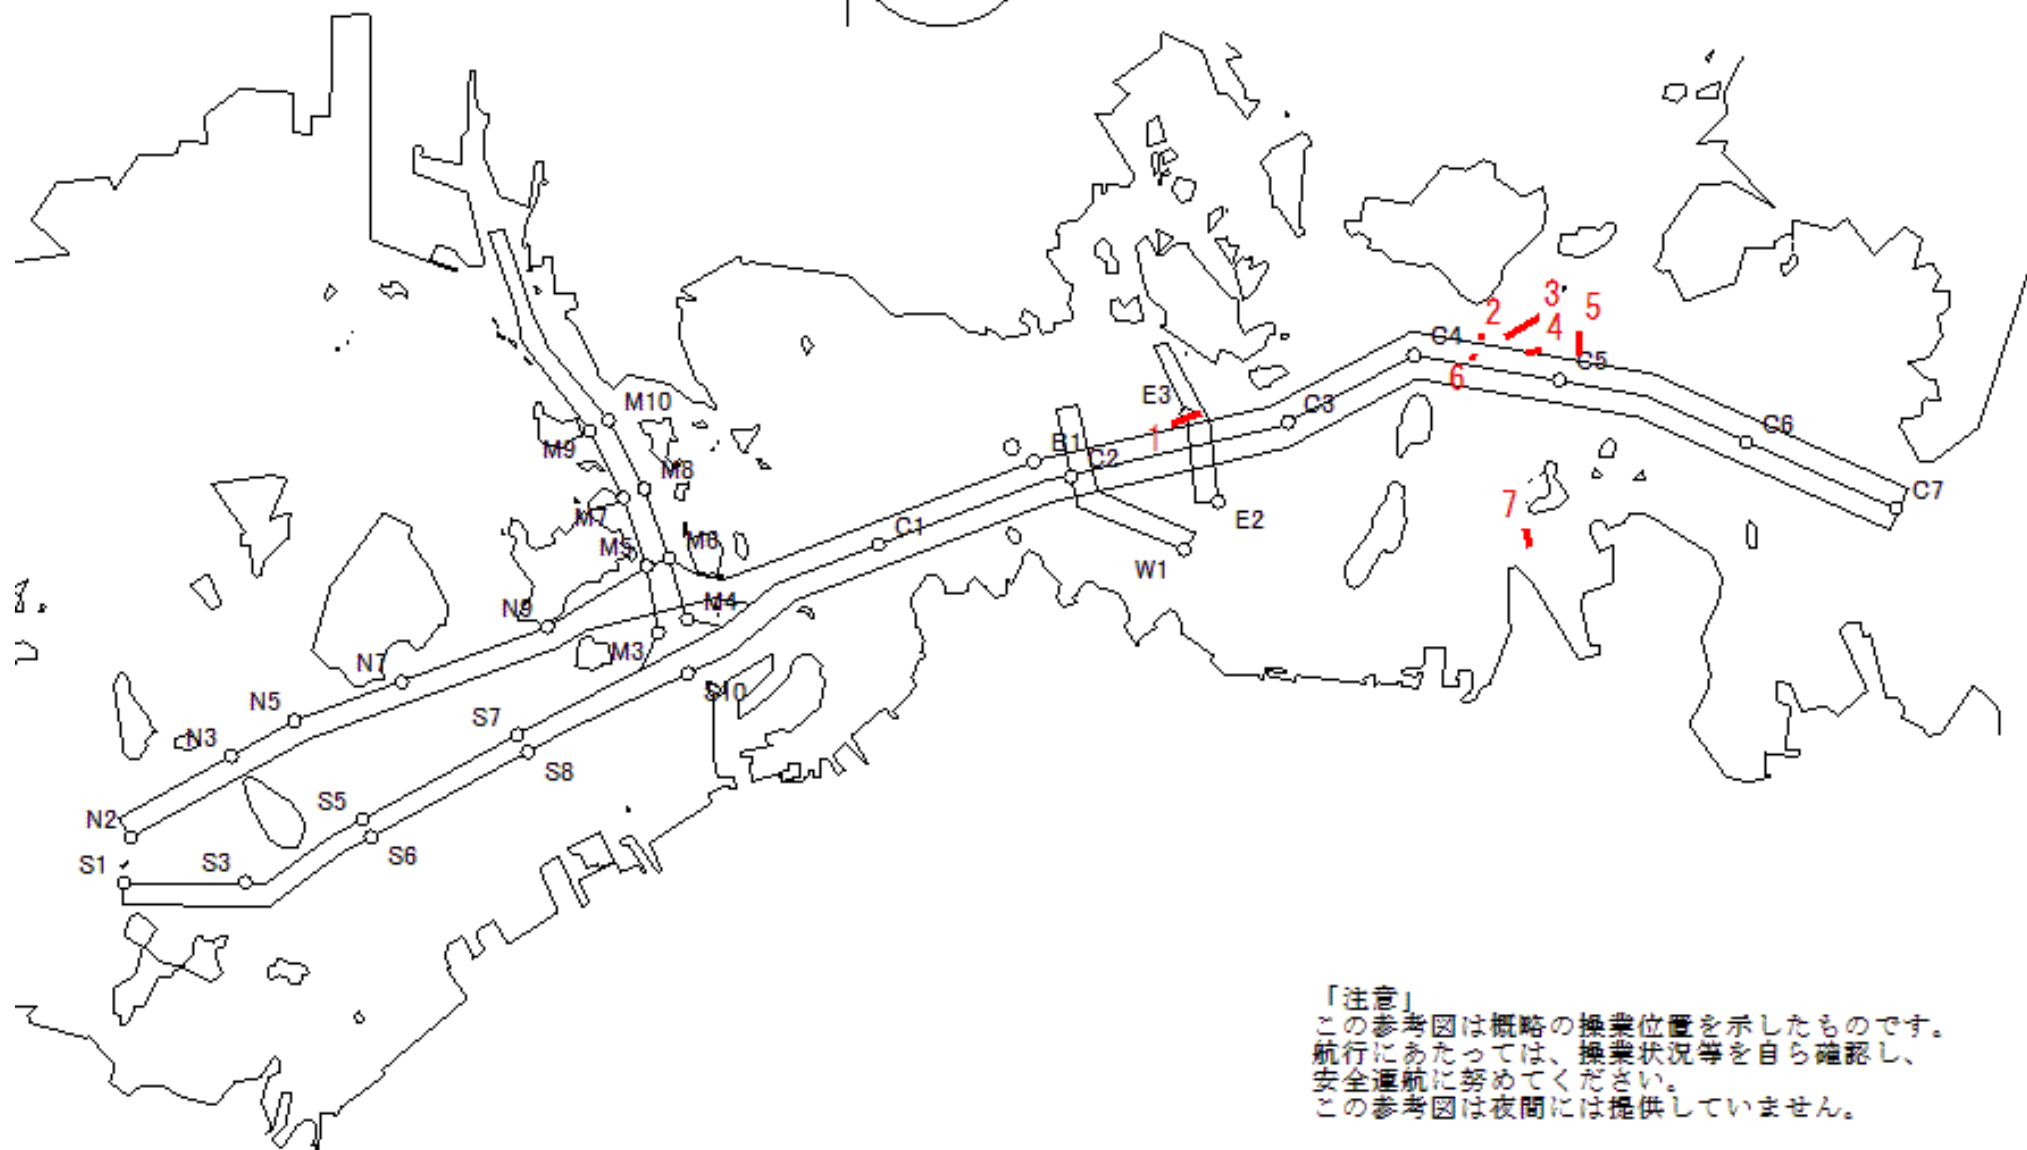 3
2
5
4
C4
C5
6
E3
M10
C3
1
C6
B1
M9
C2
M8
C7
7
M7
E2
C1
M6
M5
W1
N9
M4
M3
N7
S10
N5
S7
N3
S8
S5
N2
S6
S1
S3
「注意」
この参考図は概略の操業位置を示したものです。
航行にあたっては、操業状況等を自ら確認し、
安全運航に努めてください。
この参考図は夜間には提供していません。